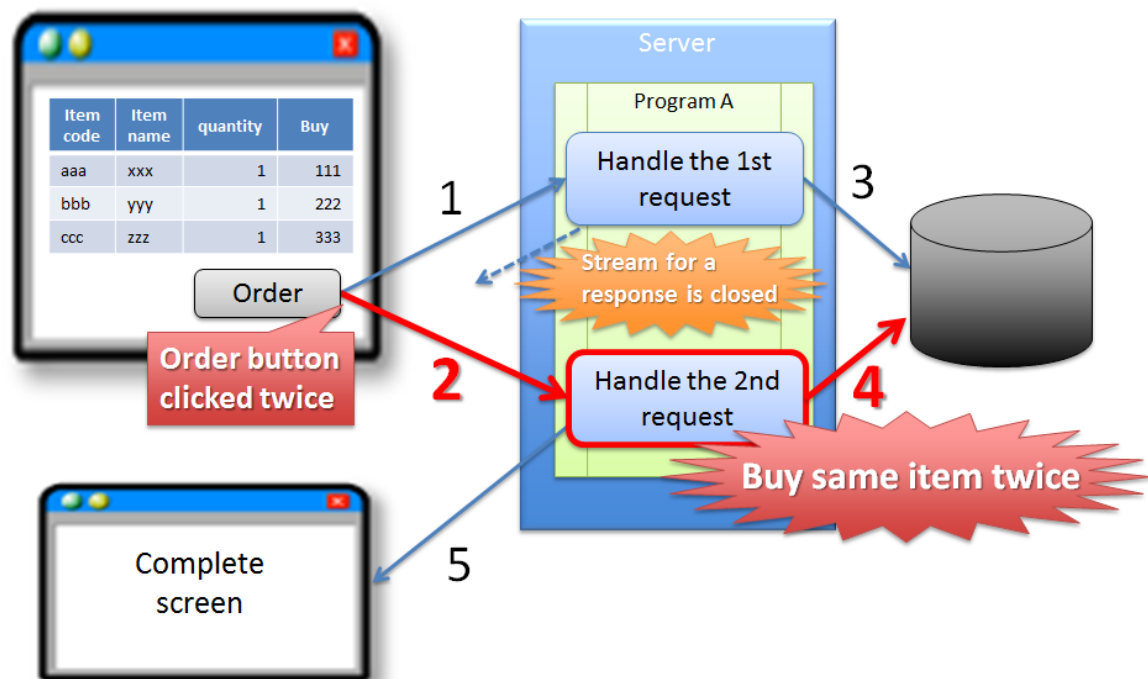 Server
Program A
Item code
Item name
quantity
Buy
aaa xxx 1 111
bbb yyy 1 222
ccc zzz 1 333
Order
Order button
clicked twice
1
Handle the 1st
request
3
Stream for a
response is closed
2
Handle the 2nd
request
4
Buy same item twice
5
Complete
screen